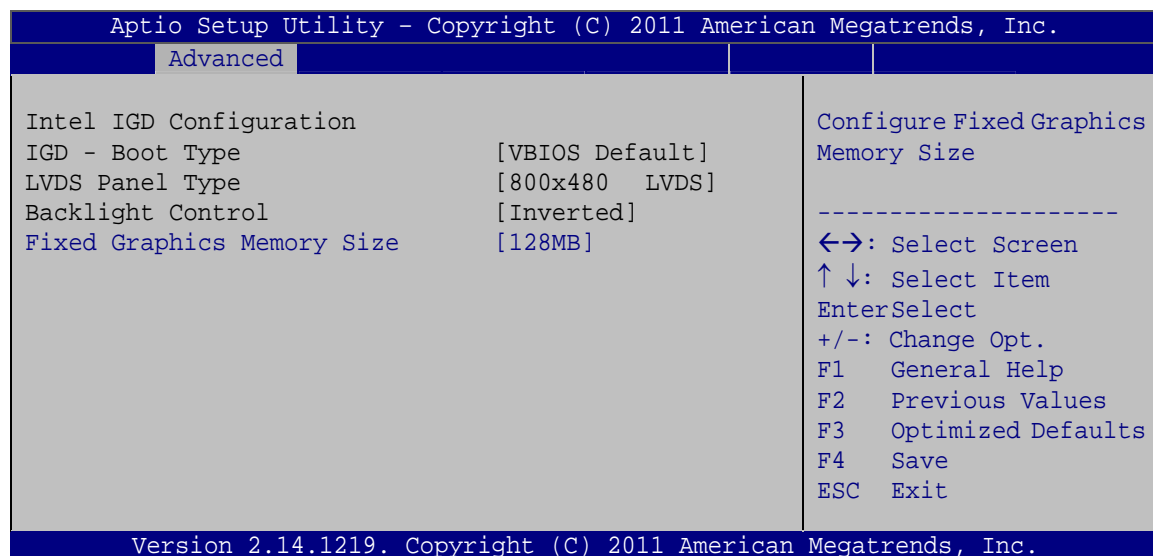 Aptio Setup Utility – Copyright (C) 2011 American Megatrends, Inc.
Advanced
Intel IGD Configuration
IGD - Boot Type [VBIOS Default]
LVDS Panel Type [800x480 LVDS]
Backlight Control [Inverted]
Fixed Graphics Memory Size [128MB]
Configure Fixed Graphics
Memory Size
---------------------
←→: Select Screen
↑ ↓: Select Item
EnterSelect
+/-: Change Opt.
F1 General Help
F2 Previous Values
F3 Optimized Defaults
F4 Save
ESC Exit
Version 2.14.1219. Copyright (C) 2011 American Megatrends, Inc.